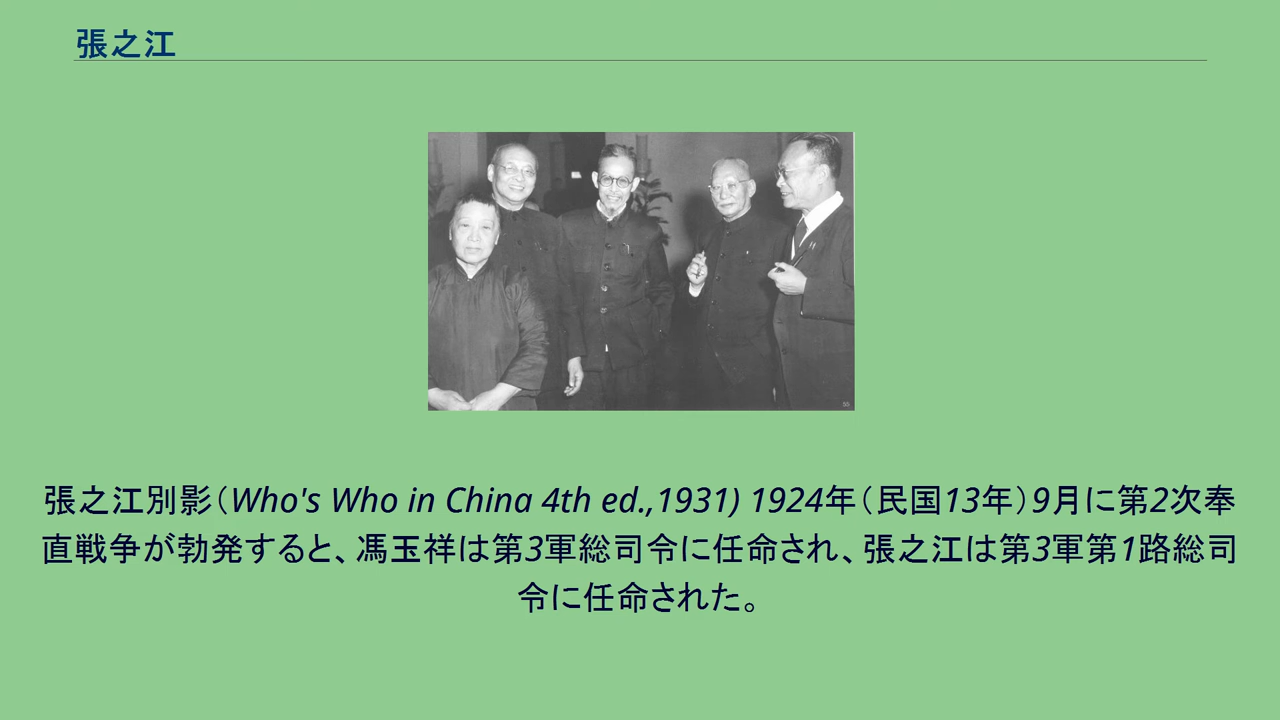 張之江
55
張之江別影（Who's Who in China 4th ed.,1931) 1924年（民国13年）9月に第2次奉
直戦争が勃発すると、馮玉祥は第3軍総司令に任命され、張之江は第3軍第1路総司
令に任命された。